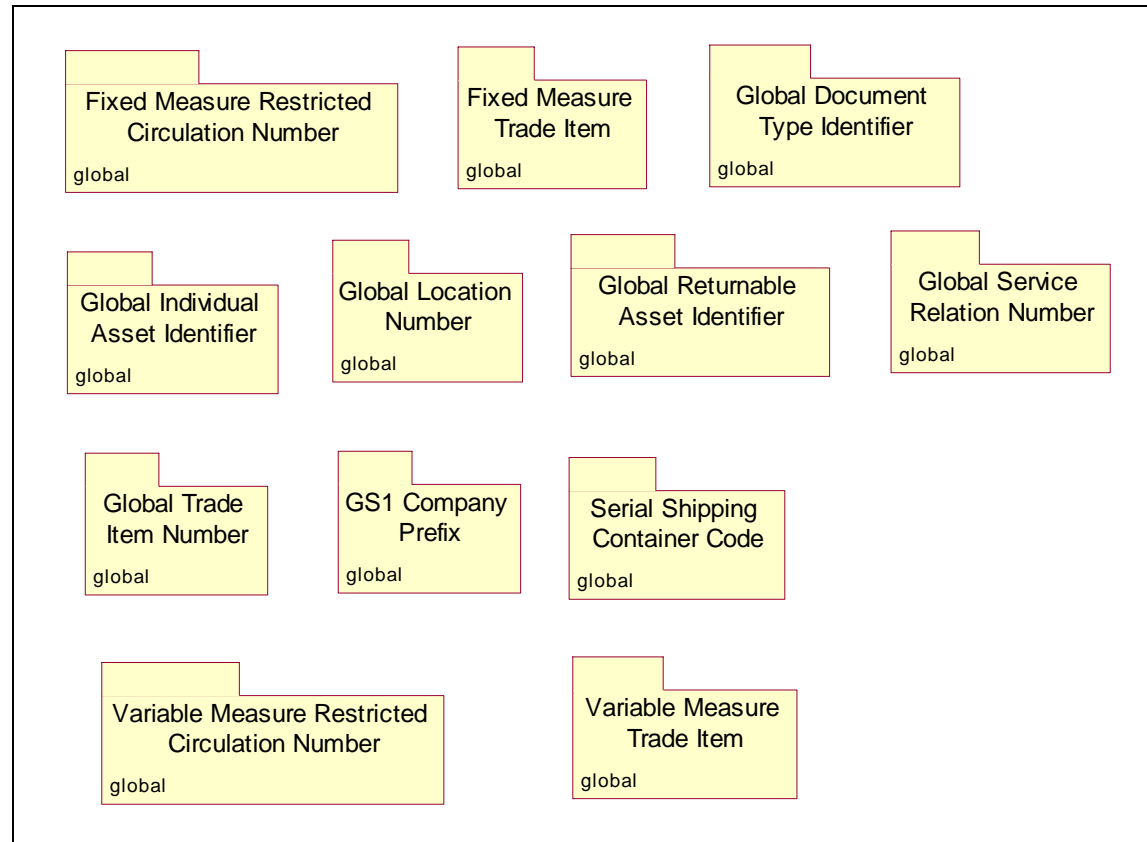 Fixed Measure Restricted
Circulation Number
global
Fixed Measure
Trade Item
global
Global Document
Type Identifier
global
Global Individual
Asset Identifier
global
Global Location
Number
global
Global Returnable
Asset Identifier
global
Global Service
Relation Number
global
Global Trade
Item Number
global
GS1 Company
Prefix
global
Serial Shipping
Container Code
global
Variable Measure Restricted
Circulation Number
global
Variable Measure
Trade Item
global